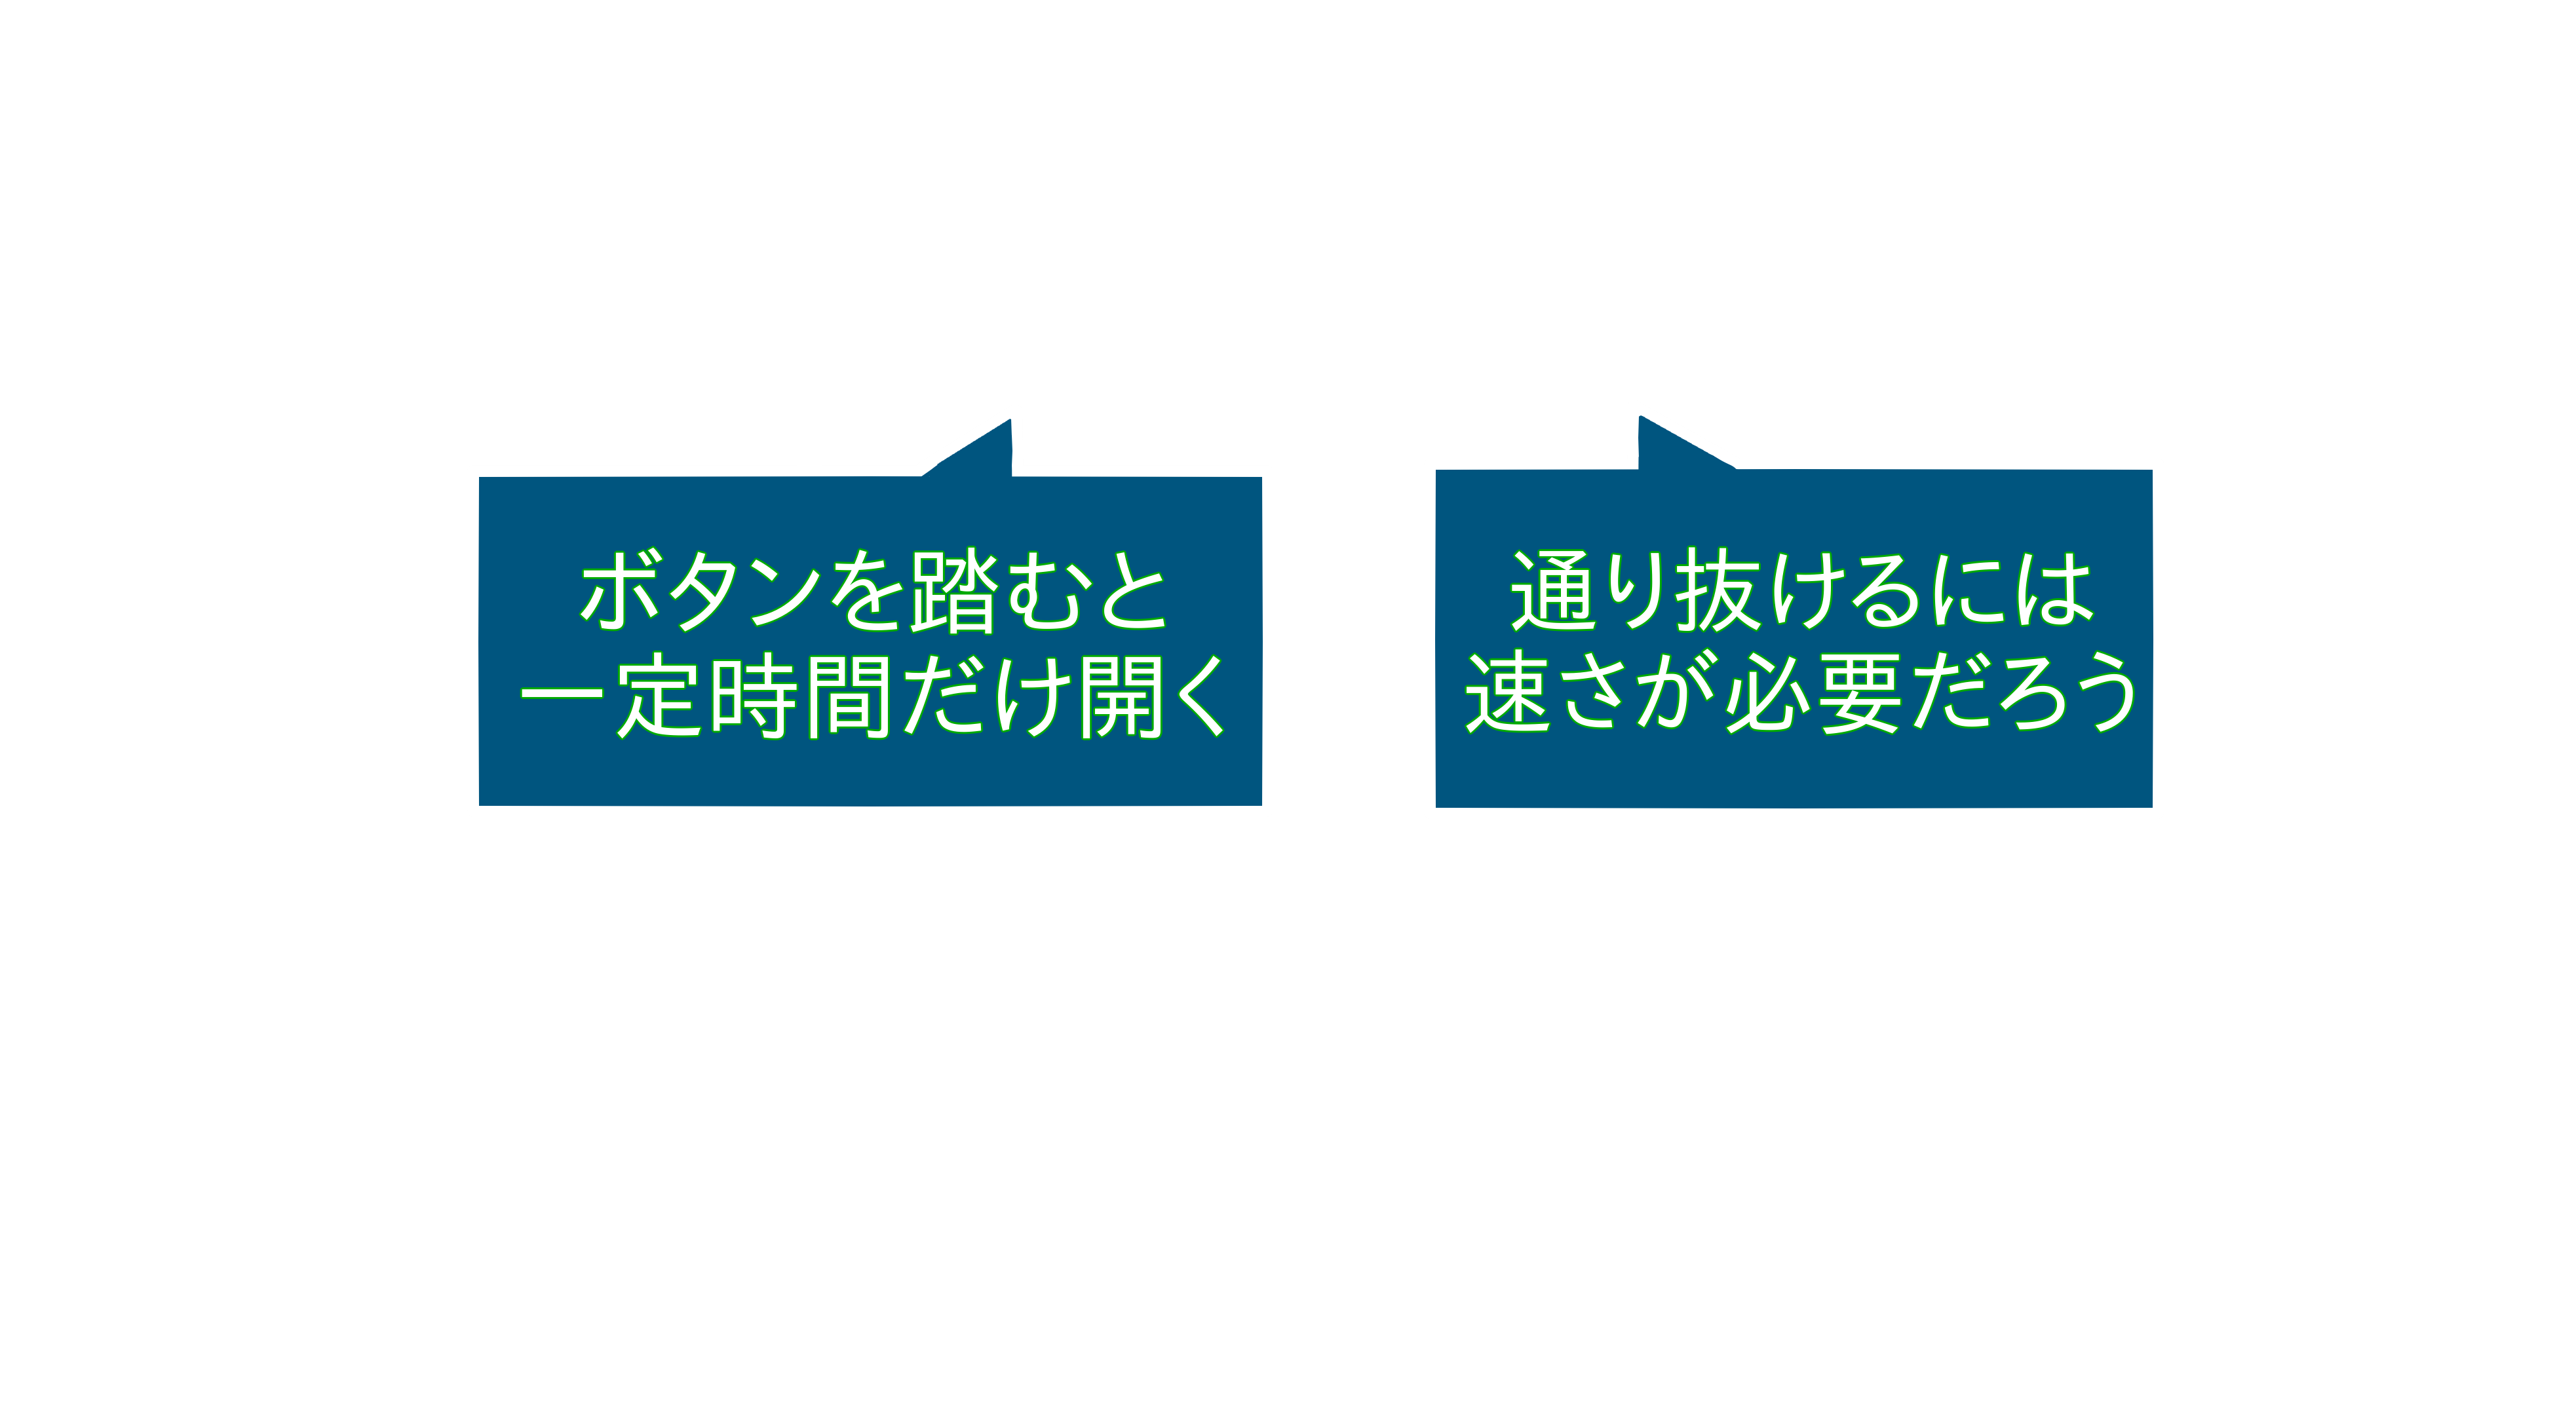 ボタンを踏むと
一定時間だけ開く
通り抜けるには
速さが必要だろう